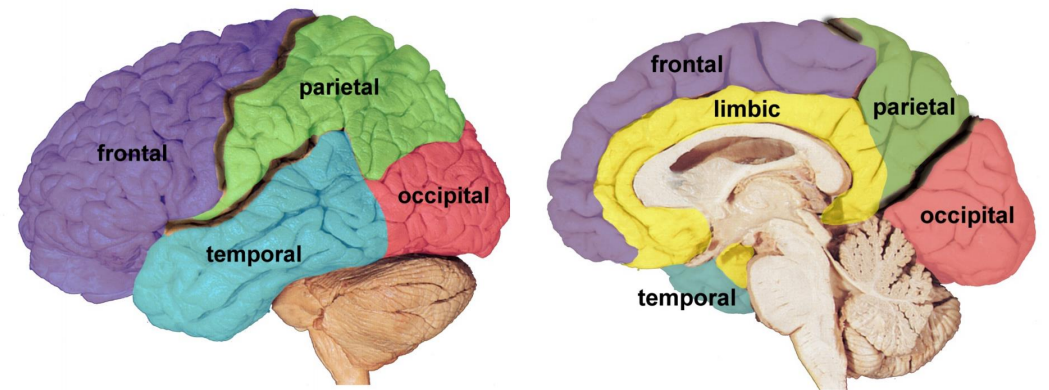 frontal
parietal
occipital
temporal
frontal
limbic
parietal
occipital
temporal